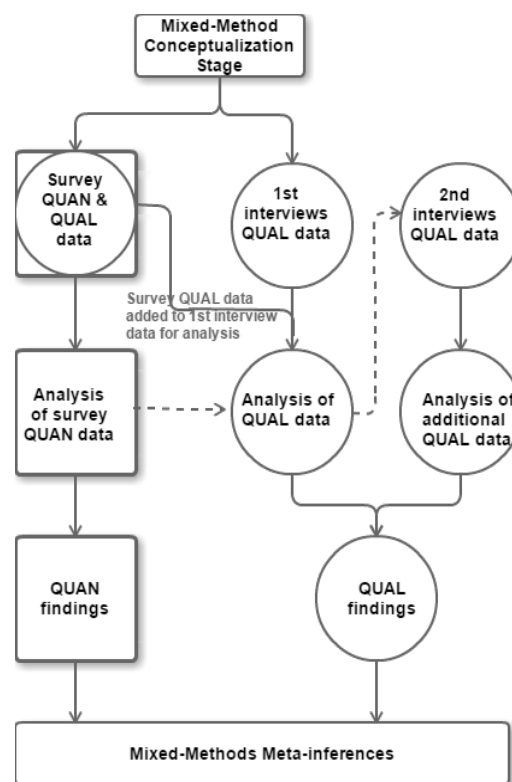 Mixed-Method
Conceptualization
Stage
Survey
QUAN &
QUAL
data
1st
interviews
QUAL data
2nd
interviews
QUAL data
Survey QUAL data
added to 1st interview
data for analysis
Analysis
of survey
QUAN data
Analysis of
QUAL data
Analysis of
additional
QUAL data
QUAN
findings
QUAL
findings
Mixed-Methods Meta-inferences